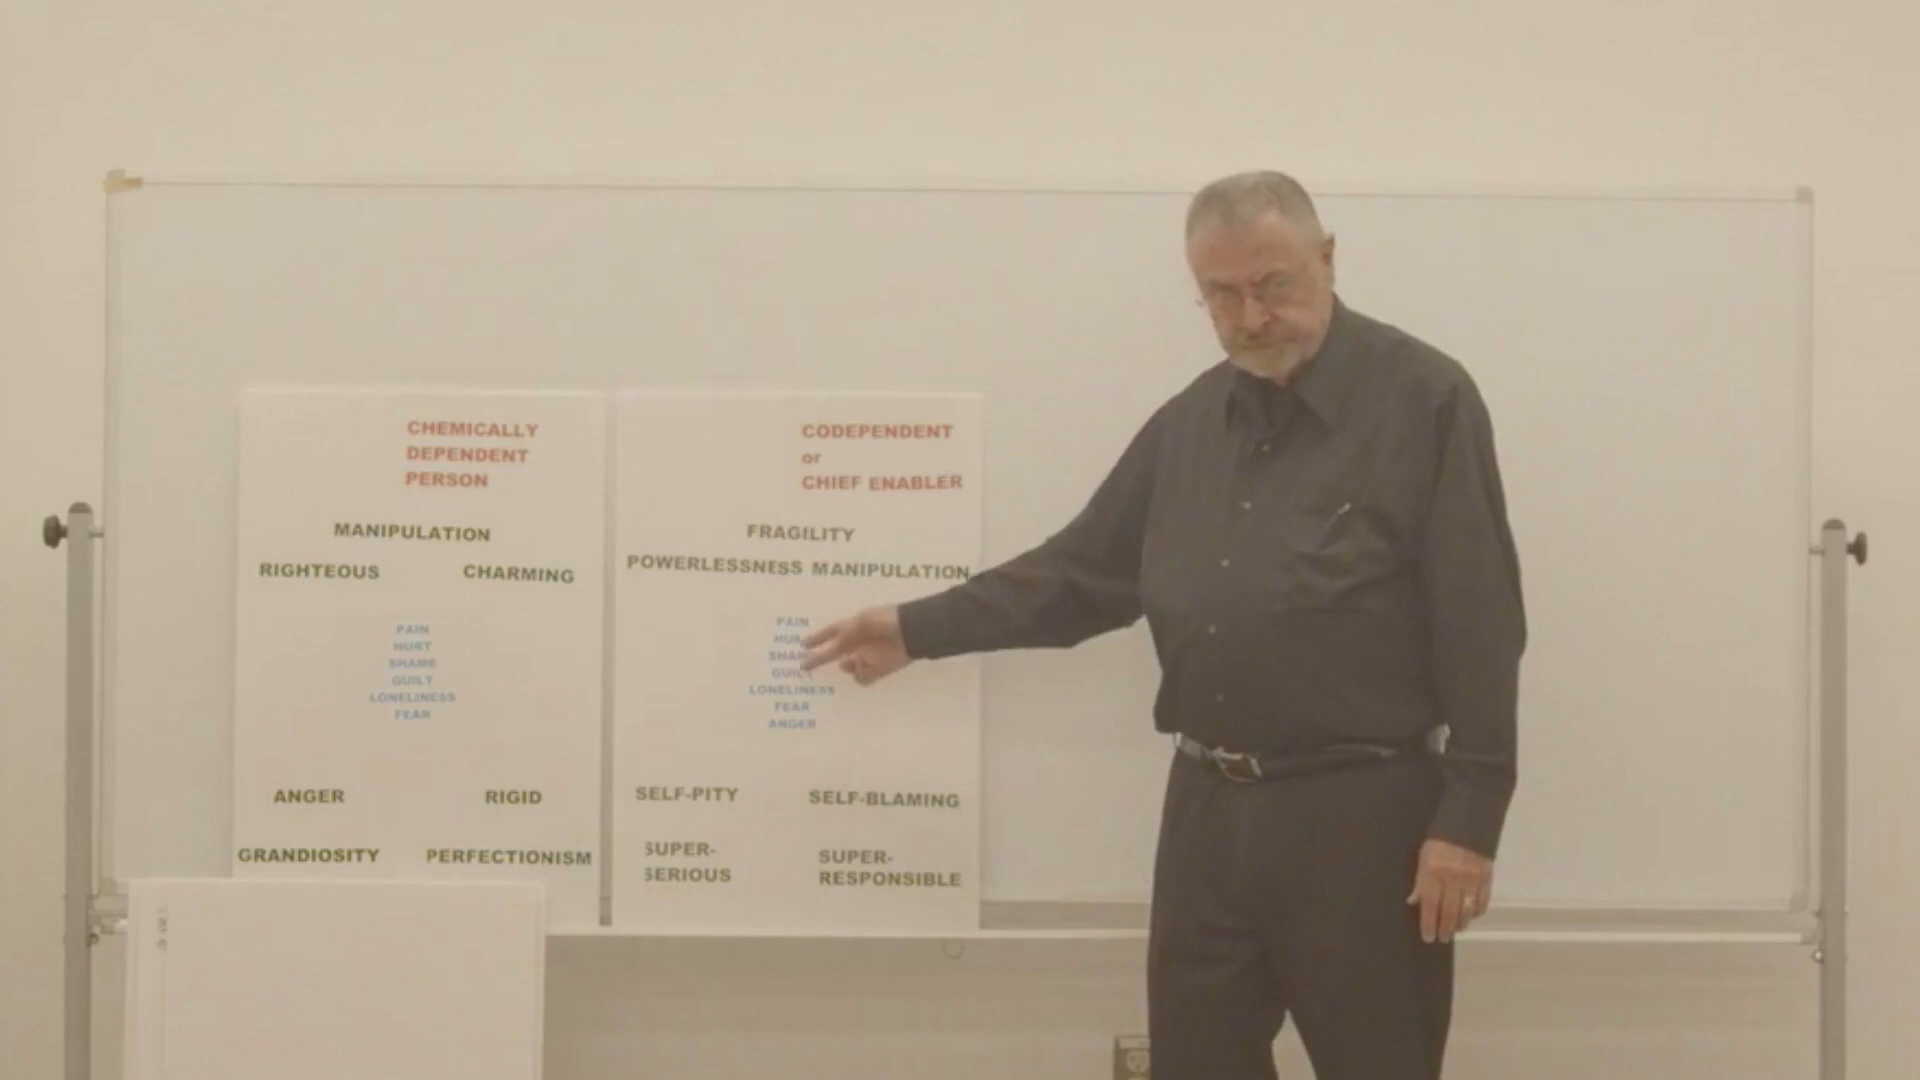 CHEMICALLY
DEPENDENT
PERSON
MANIPULATION
RIGHTEOUS CHARMING
PAIN
HURT
SHAME
GUILT
LONELINESS
FEAR
ANGER RIGID
GRANDIOSITY PERFECTIONISM
CODEPENDENT
or
CHIEF ENABLER
FRAGILITY
POWERLESSNESS MANIPULATION
PAIN
LONELINESS
FEAR
ANGER
SELF-PITY SELF-BLAMING
SUPER-
SERIOUS
SUPER-
RESPONSIBLE